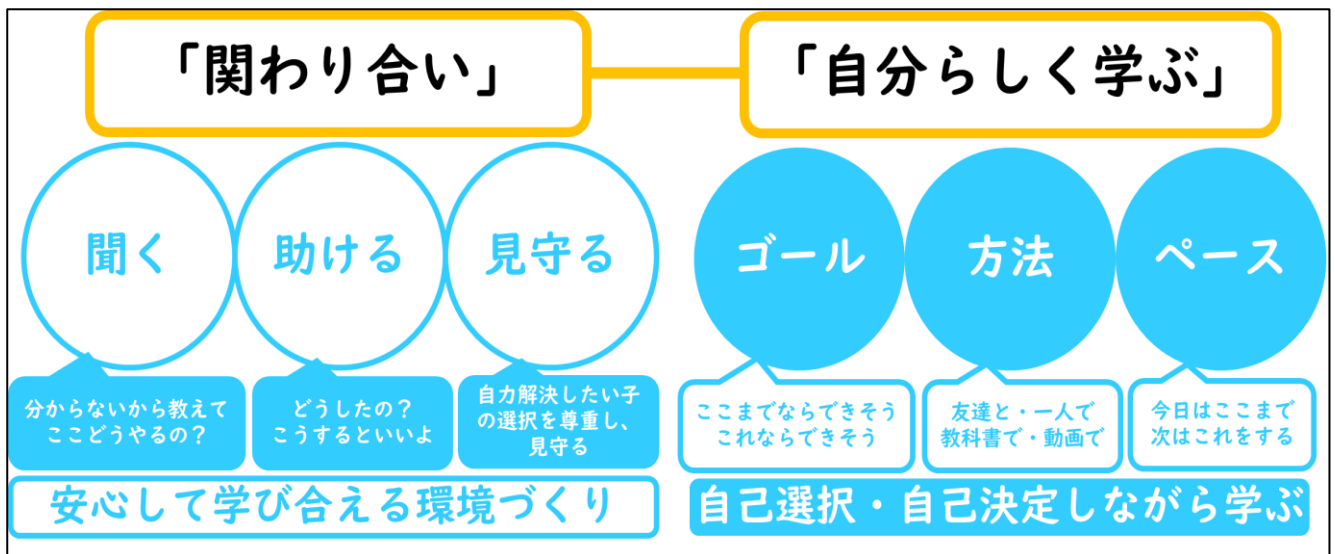 「関わり合い」
「自分らしく学ぶ」
聞く
助ける
見守る
ゴール
方法
ペース
分からないから教えて
ここどうやるの？
どうしたの？
こうするといいよ
自力解決したい子
の選択を尊重し、
見守る
ここまでならできそう
これならできそう
友達と・一人で
教科書で・動画で
今日はここまで
次はこれをする
安心して学び合える環境づくり
自己選択・自己決定しながら学ぶ